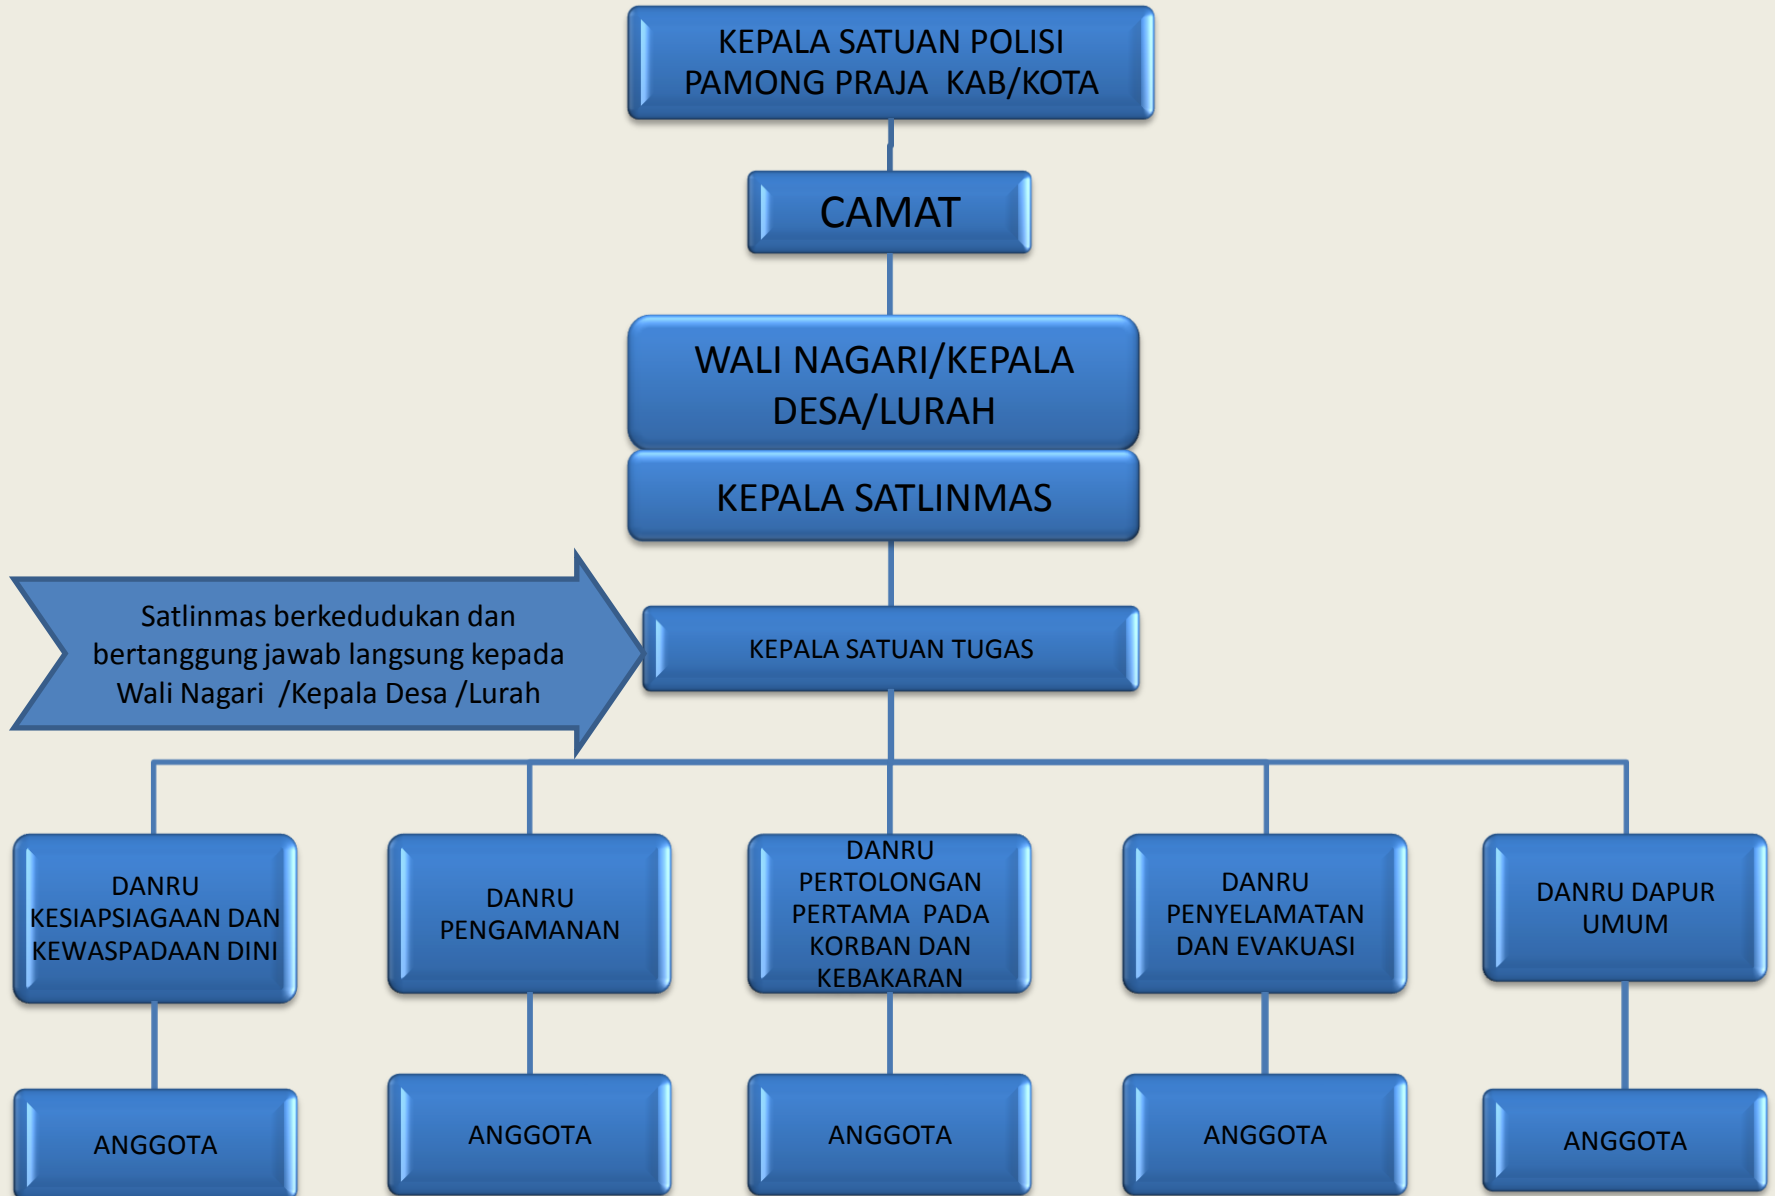 KEPALA SATUAN POLISI
PAMONG PRAJA  KAB/KOTA
CAMAT
WALI NAGARI/KEPALA
DESA/LURAH
KEPALA SATLINMAS
Satlinmas berkedudukan dan
bertanggung jawab langsung kepada
Wali Nagari  /Kepala Desa /Lurah
KEPALA SATUAN TUGAS
DANRU
KESIAPSIAGAAN DAN
KEWASPADAAN DINI
DANRU
PENGAMANAN
DANRU
PERTOLONGAN
PERTAMA  PADA
KORBAN DAN
KEBAKARAN
DANRU
PENYELAMATAN
DAN EVAKUASI
DANRU DAPUR
UMUM
ANGGOTA
ANGGOTA
ANGGOTA
ANGGOTA
ANGGOTA